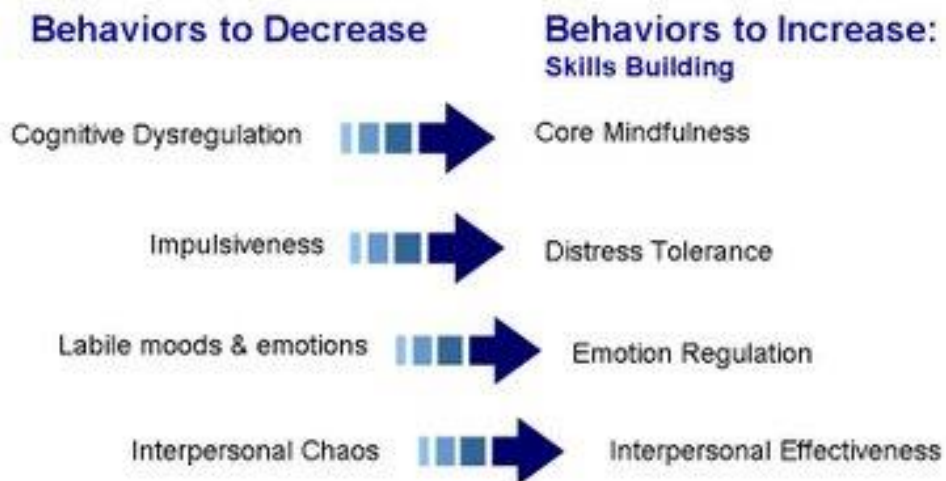 Behaviors to Decrease
Behaviors to Increase:
Skills Building
Cognitive Dysregulation
Core Mindfulness
Impulsiveness
Distress Tolerance
Labile moods & emotions
Emotion Regulation
Interpersonal Chaos
Interpersonal Effectiveness